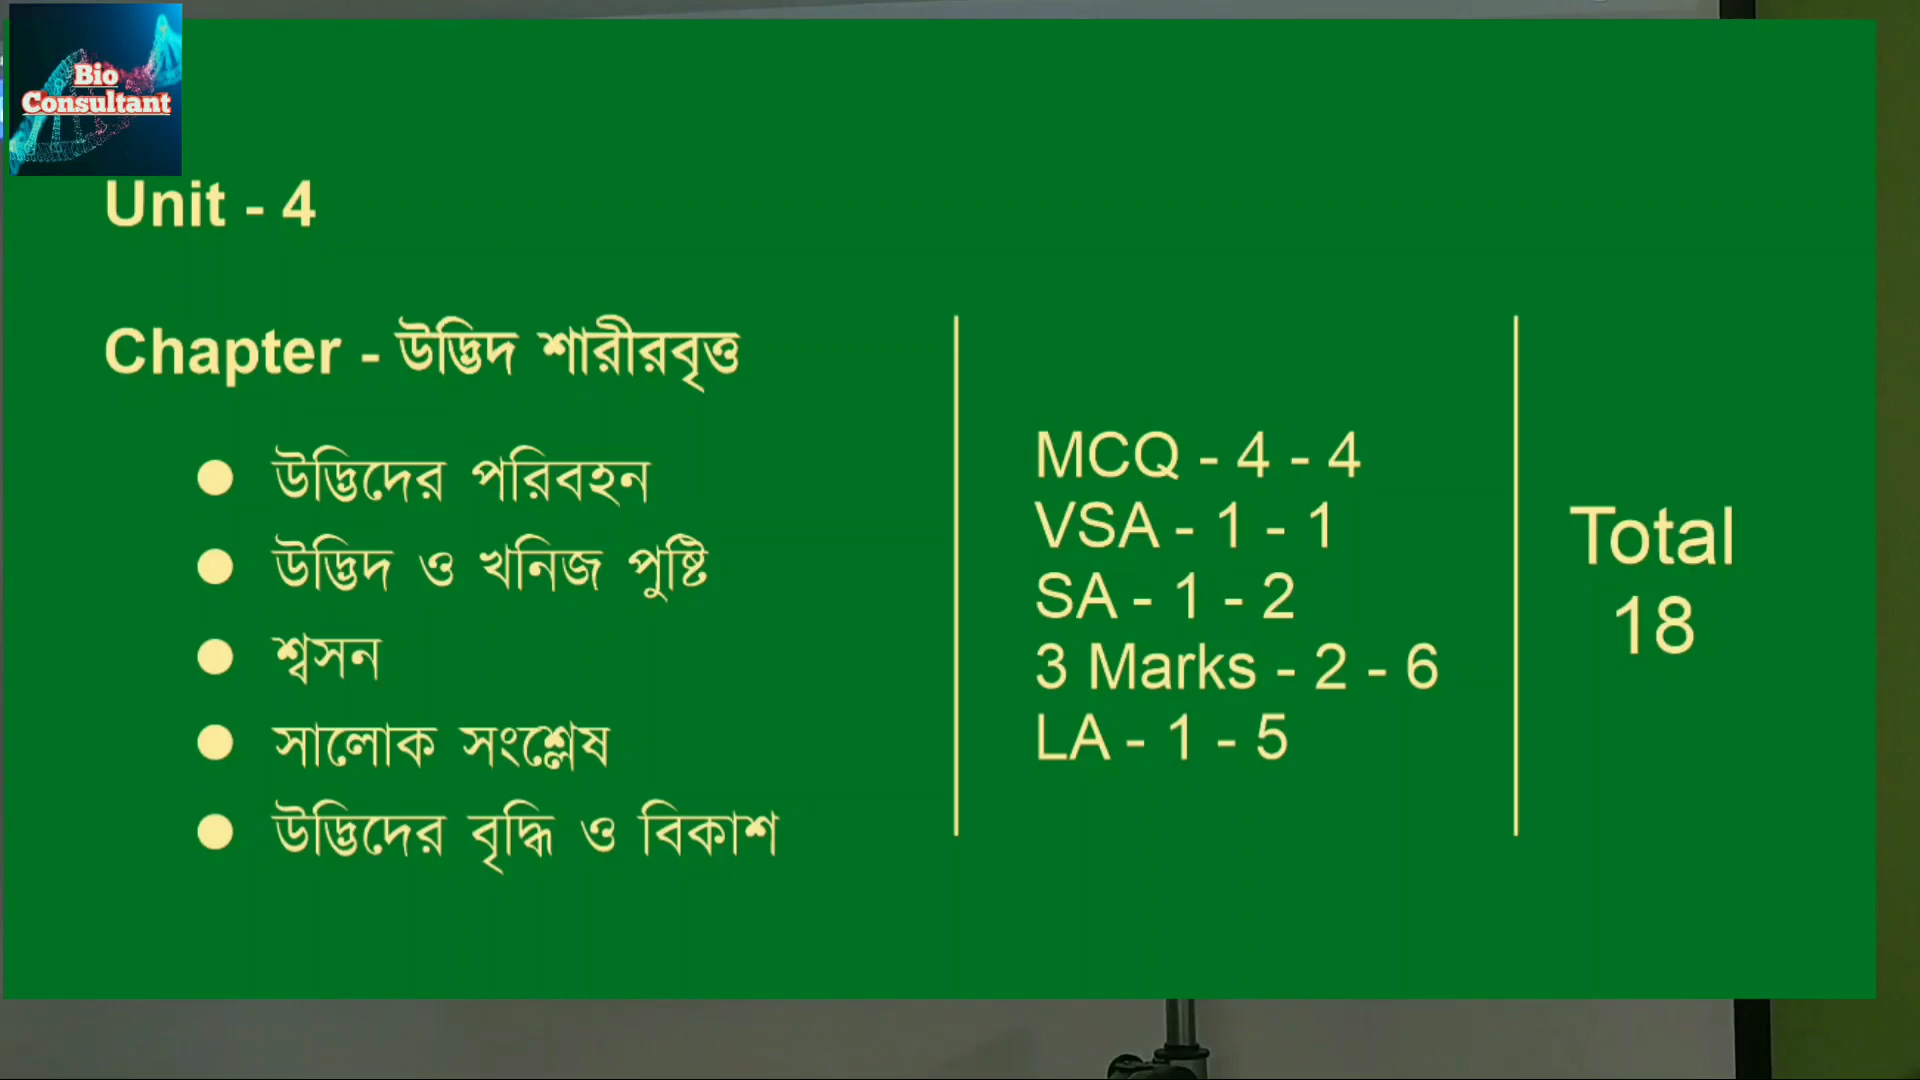 Bio
Consultant
Unit - 4
Chapter - উদ্ভিদ শারীরবৃত্ত
● উদ্ভিদের পরিবহন
● উদ্ভিদ ও খনিজ পুষ্টি
● শ্বসন
● সালোক সংশ্লেষ
● উদ্ভিদের বৃদ্ধি ও বিকাশ
MCQ - 4 - 4
VSA - 1 - 1
SA - 1 - 2
3 Marks - 2 - 6
LA - 1 - 5
Total
18